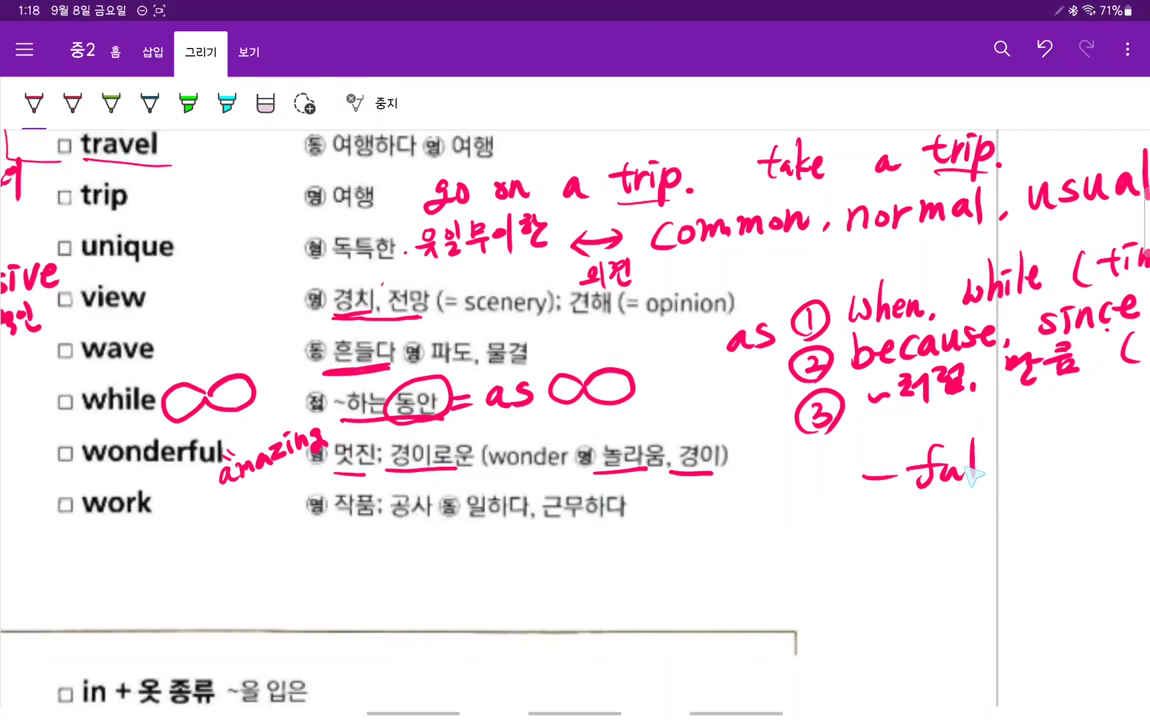 1:18 9월 8일 금요일 71%
중2 홈 삽입 그리기 보기
중지
travel 동 여행하다 명 여행
trip 명 여행 go on a trip. take a trip.
unique 형 독특한. 유일무이한 ↔ common, normal, usual
외견
view 명 경치, 전망 (= scenery); 견해 (= opinion)
as ① when, while (tim
② because, since
③ ~처럼, 만큼 (
wave 동 흔들다 명 파도, 물결
while 접 ~하는 동안 = as
amazing
wonderful 형 멋진; 경이로운 (wonder 명 놀라움, 경이)
-ful
work 명 작품; 공사 동 일하다, 근무하다
in + 옷 종류 ~을 입은